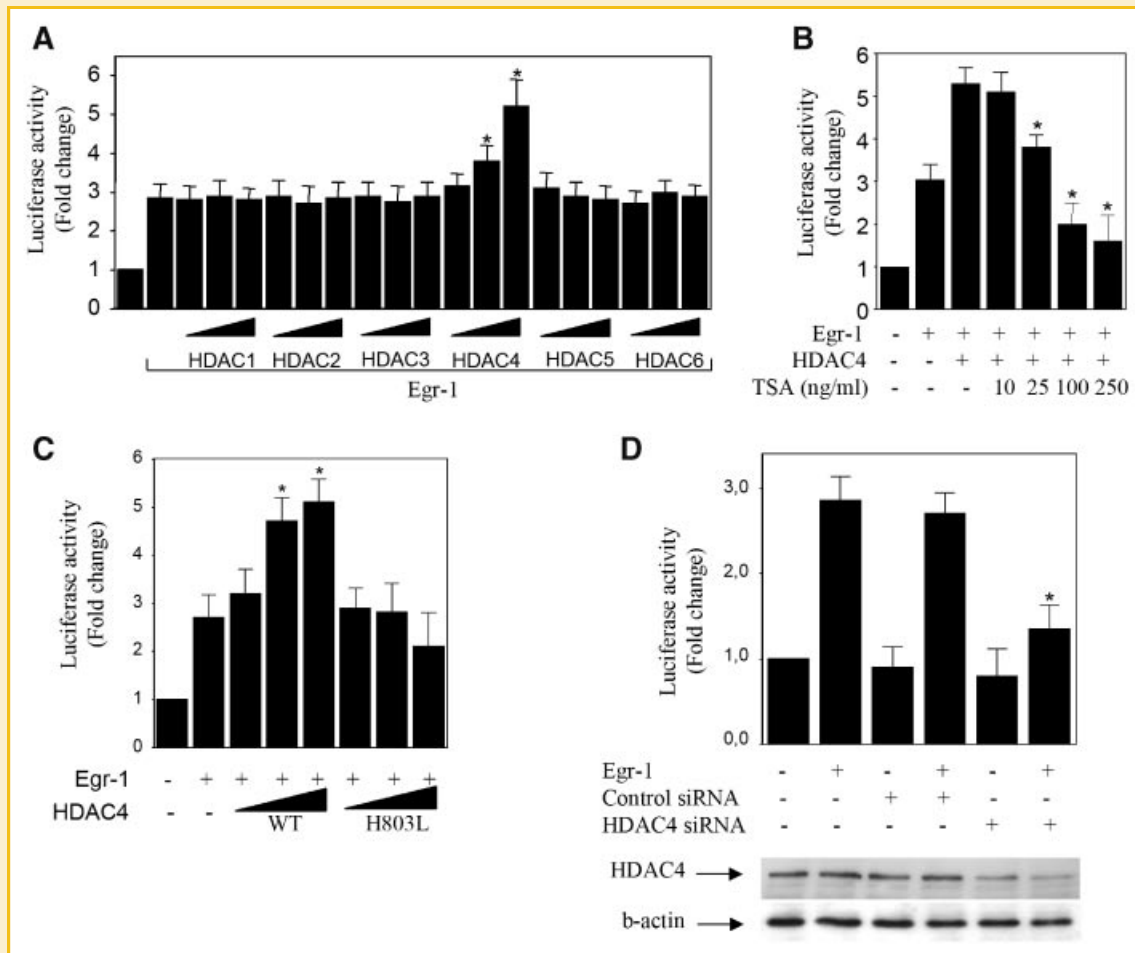 A
Luciferase activity
(Fold change)
6
5
4
3
2
1
0
* *
HDAC1 HDAC2 HDAC3 HDAC4 HDAC5 HDAC6
Egr-1
B
Luciferase activity
(Fold change)
6
5
4
3
2
1
0
* * *
Egr-1 - + + + + + +
HDAC4 - - + + + + +
TSA (ng/ml) - - - 10 25 100 250
C
Luciferase activity
(Fold change)
6
5
4
3
2
1
0
* *
Egr-1 - + + + + + + +
HDAC4 - - WT H803L
D
Luciferase activity
(Fold change)
3,0
2,0
1,0
0,0
*
Egr-1 - + - + - +
Control siRNA - - + + - -
HDAC4 siRNA - - - - + +
HDAC4
b-actin